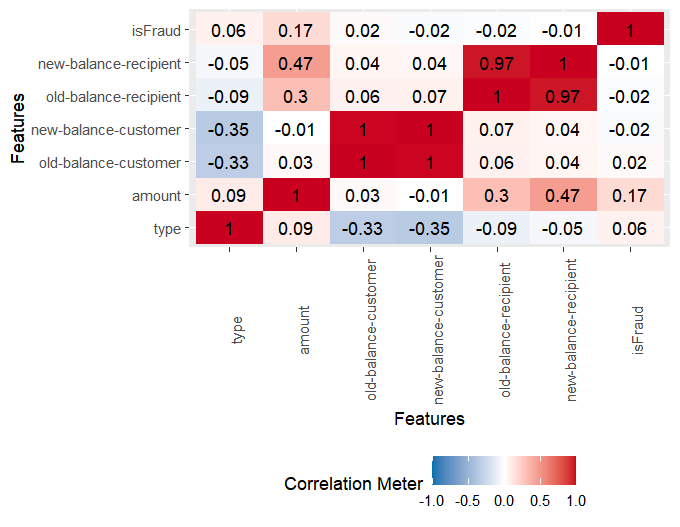 Features
isFraud 0.06 0.17 0.02 -0.02 -0.02 -0.01 1
new-balance-recipient -0.05 0.47 0.04 0.04 0.97 1 -0.01
old-balance-recipient -0.09 0.3 0.06 0.07 1 0.97 -0.02
new-balance-customer -0.35 -0.01 1 1 0.07 0.04 -0.02
old-balance-customer -0.33 0.03 1 1 0.06 0.04 0.02
amount 0.09 1 0.03 -0.01 0.3 0.47 0.17
type 1 0.09 -0.33 -0.35 -0.09 -0.05 0.06
type
amount
old-balance-customer
new-balance-customer
old-balance-recipient
new-balance-recipient
isFraud
Features
Correlation Meter
-1.0 -0.5 0.0 0.5 1.0